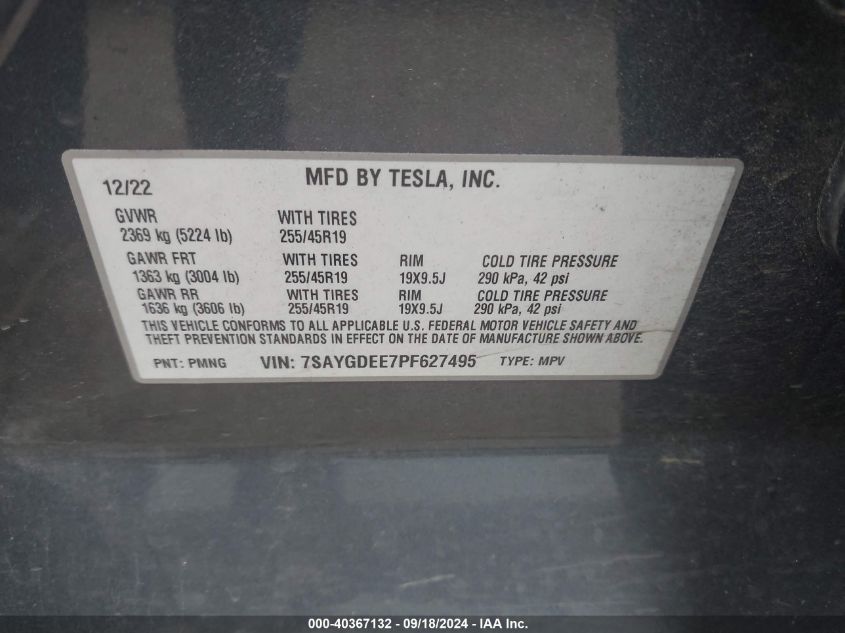 MFD BY TESLA, INC.
12/22
GVWR WITH TIRES
2369 kg (5224 lb) 255/45R19
GAWR FRT WITH TIRES RIM COLD TIRE PRESSURE
1363 kg (3004 lb) 255/45R19 19X9.5J 290 kPa, 42 psi
GAWR RR WITH TIRES RIM COLD TIRE PRESSURE
1636 kg (3606 lb) 255/45R19 19X9.5J 290 kPa, 42 psi
THIS VEHICLE CONFORMS TO ALL APPLICABLE U.S. FEDERAL MOTOR VEHICLE SAFETY AND
THEFT PREVENTION STANDARDS IN EFFECT ON THE DATE OF MANUFACTURE SHOWN ABOVE.
PNT: PMNG VIN: 7SAYGDEE7PF627495 TYPE: MPV
000-40367132 - 09/18/2024 - IAA Inc.